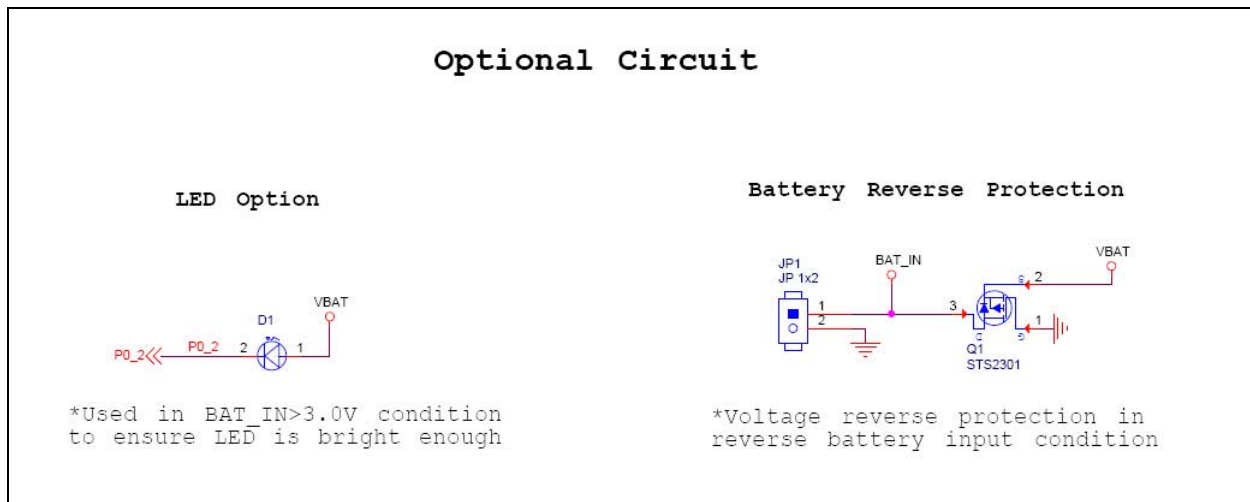 Optional Circuit
LED Option
VBAT
D1
P0_2
P0_2
2
1
*Used in BAT_IN>3.0V condition
to ensure LED is bright enough
Battery Reverse Protection
JP1
JP 1x2
BAT_IN
VBAT
1
2
3
S
2
1
D
G
Q1
STS2301
*Voltage reverse protection in
reverse battery input condition